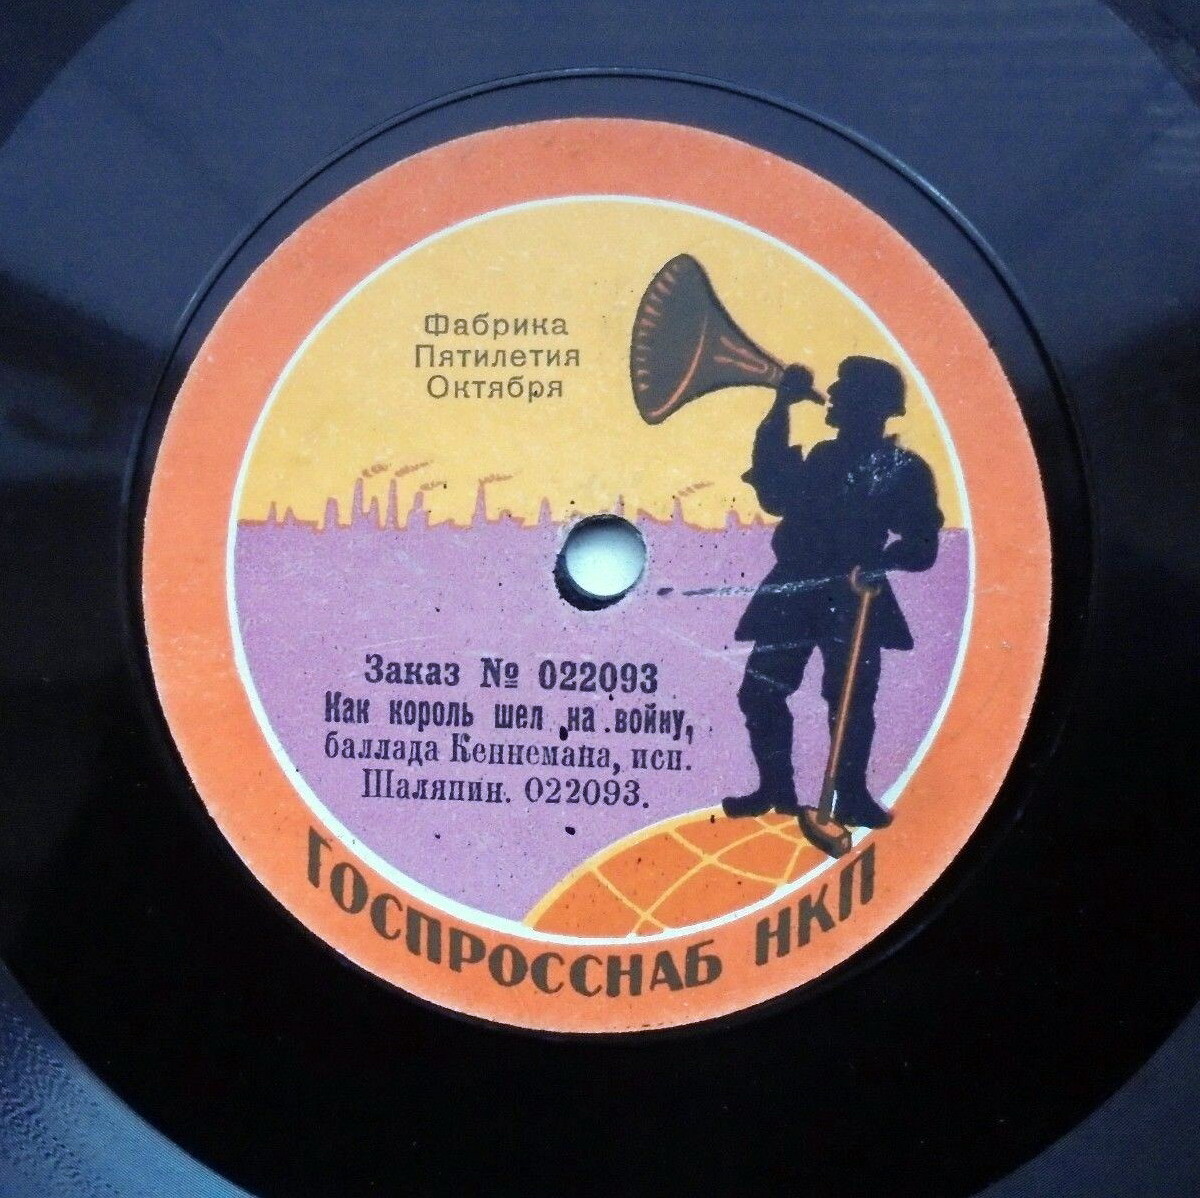 Фабрика
Пятилетия
Октября
Заказ № 022093
Как король шел на войну,
баллада Кеннемана, исп.
Шаляпин. 022093.
ГОСПРОССНАБ НКП